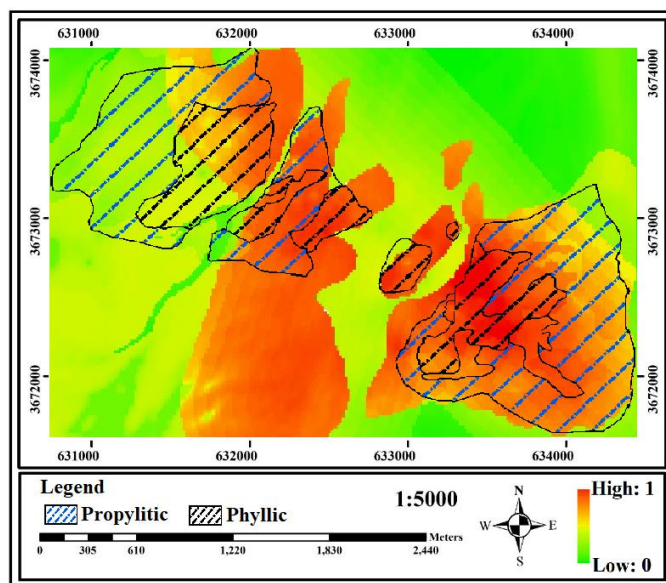 631000 632000 633000 634000
3674000 3674000
3673000 3673000
3672000 3672000
631000 632000 633000 634000
Legend
Propylitic Phyllic 1:5000
Meters
0 305 610 1,220 1,830 2,440
N
W E
S
High: 1
Low: 0